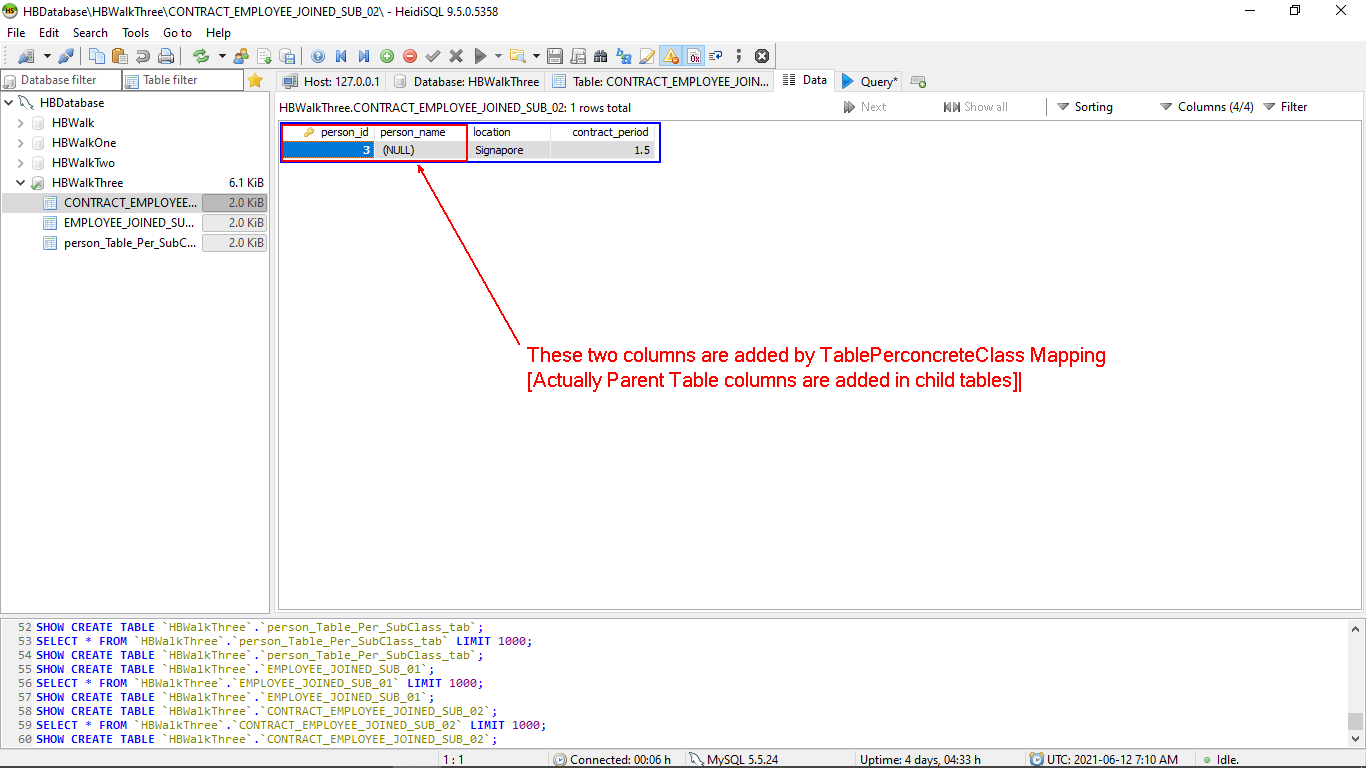 HBDatabase\HBWalkThree\CONTRACT_EMPLOYEE_JOINED_SUB_02\ - HeidiSQL 9.5.0.5358
File Edit Search Tools Go to Help
Database filter Table filter
Host: 127.0.0.1 Database: HBWalkThree Table: CONTRACT_EMPLOYEE_JOIN... Data Query*
HBDatabase
HBWalk
HBWalkOne
HBWalkTwo
HBWalkThree 6.1 KiB
CONTRACT_EMPLOYEE... 2.0 KiB
EMPLOYEE_JOINED_SU... 2.0 KiB
person_Table_Per_SubC... 2.0 KiB
HBWalkThree.CONTRACT_EMPLOYEE_JOINED_SUB_02: 1 rows total Next Show all Sorting Columns (4/4) Filter
person_id person_name location contract_period
3 (NULL) Signapore 1.5
These two columns are added by TablePerconcreteClass Mapping
[Actually Parent Table columns are added in child tables]
52 SHOW CREATE TABLE `HBWalkThree`.`person_Table_Per_SubClass_tab`;
53 SELECT * FROM `HBWalkThree`.`person_Table_Per_SubClass_tab` LIMIT 1000;
54 SHOW CREATE TABLE `HBWalkThree`.`person_Table_Per_SubClass_tab`;
55 SHOW CREATE TABLE `HBWalkThree`.`EMPLOYEE_JOINED_SUB_01`;
56 SELECT * FROM `HBWalkThree`.`EMPLOYEE_JOINED_SUB_01` LIMIT 1000;
57 SHOW CREATE TABLE `HBWalkThree`.`EMPLOYEE_JOINED_SUB_01`;
58 SHOW CREATE TABLE `HBWalkThree`.`CONTRACT_EMPLOYEE_JOINED_SUB_02`;
59 SELECT * FROM `HBWalkThree`.`CONTRACT_EMPLOYEE_JOINED_SUB_02` LIMIT 1000;
60 SHOW CREATE TABLE `HBWalkThree`.`CONTRACT_EMPLOYEE_JOINED_SUB_02`;
1 : 1 Connected: 00:06 h MySQL 5.5.24 Uptime: 4 days, 04:33 h UTC: 2021-06-12 7:10 AM Idle.